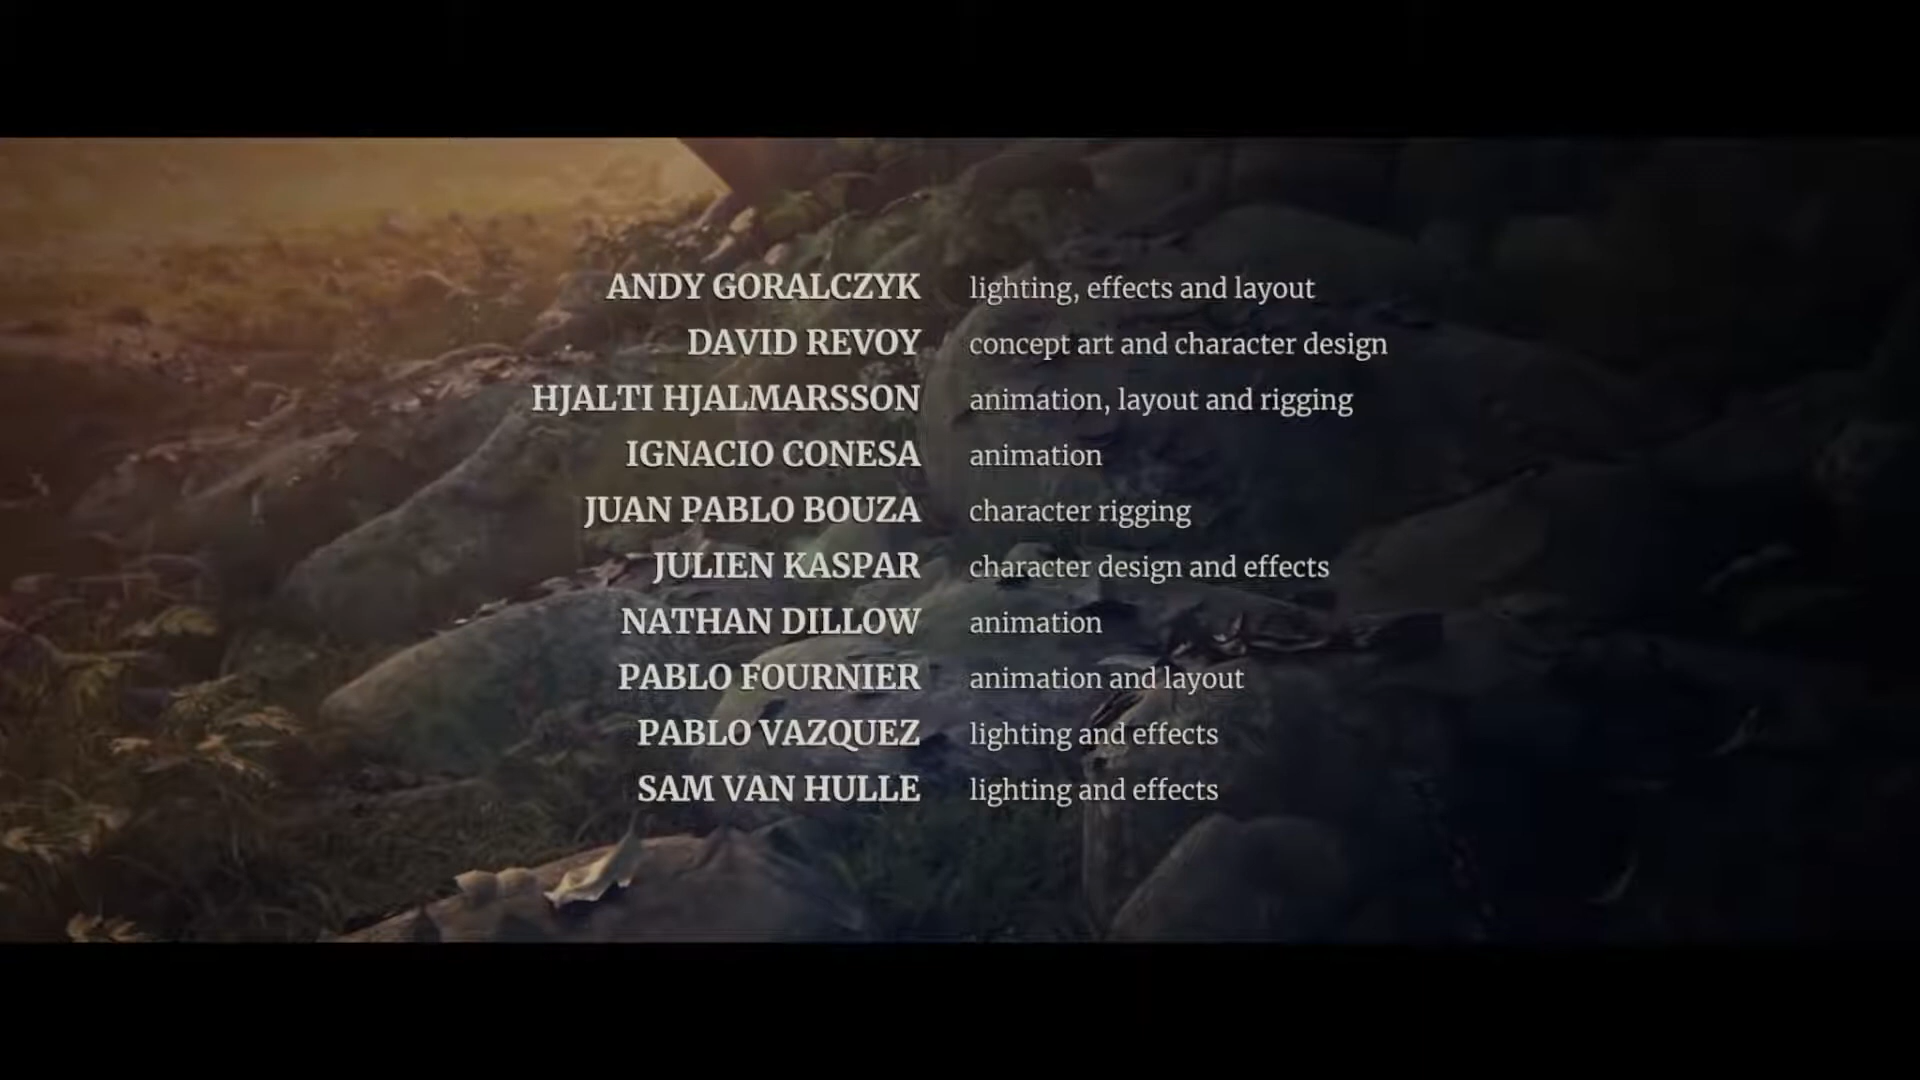 ANDY GORALCZYK lighting, effects and layout
DAVID REVOY concept art and character design
HJALTI HJALMARSSON animation, layout and rigging
IGNACIO CONESA animation
JUAN PABLO BOUZA character rigging
JULIEN KASPAR character design and effects
NATHAN DILLOW animation
PABLO FOURNIER animation and layout
PABLO VAZQUEZ lighting and effects
SAM VAN HULLE lighting and effects